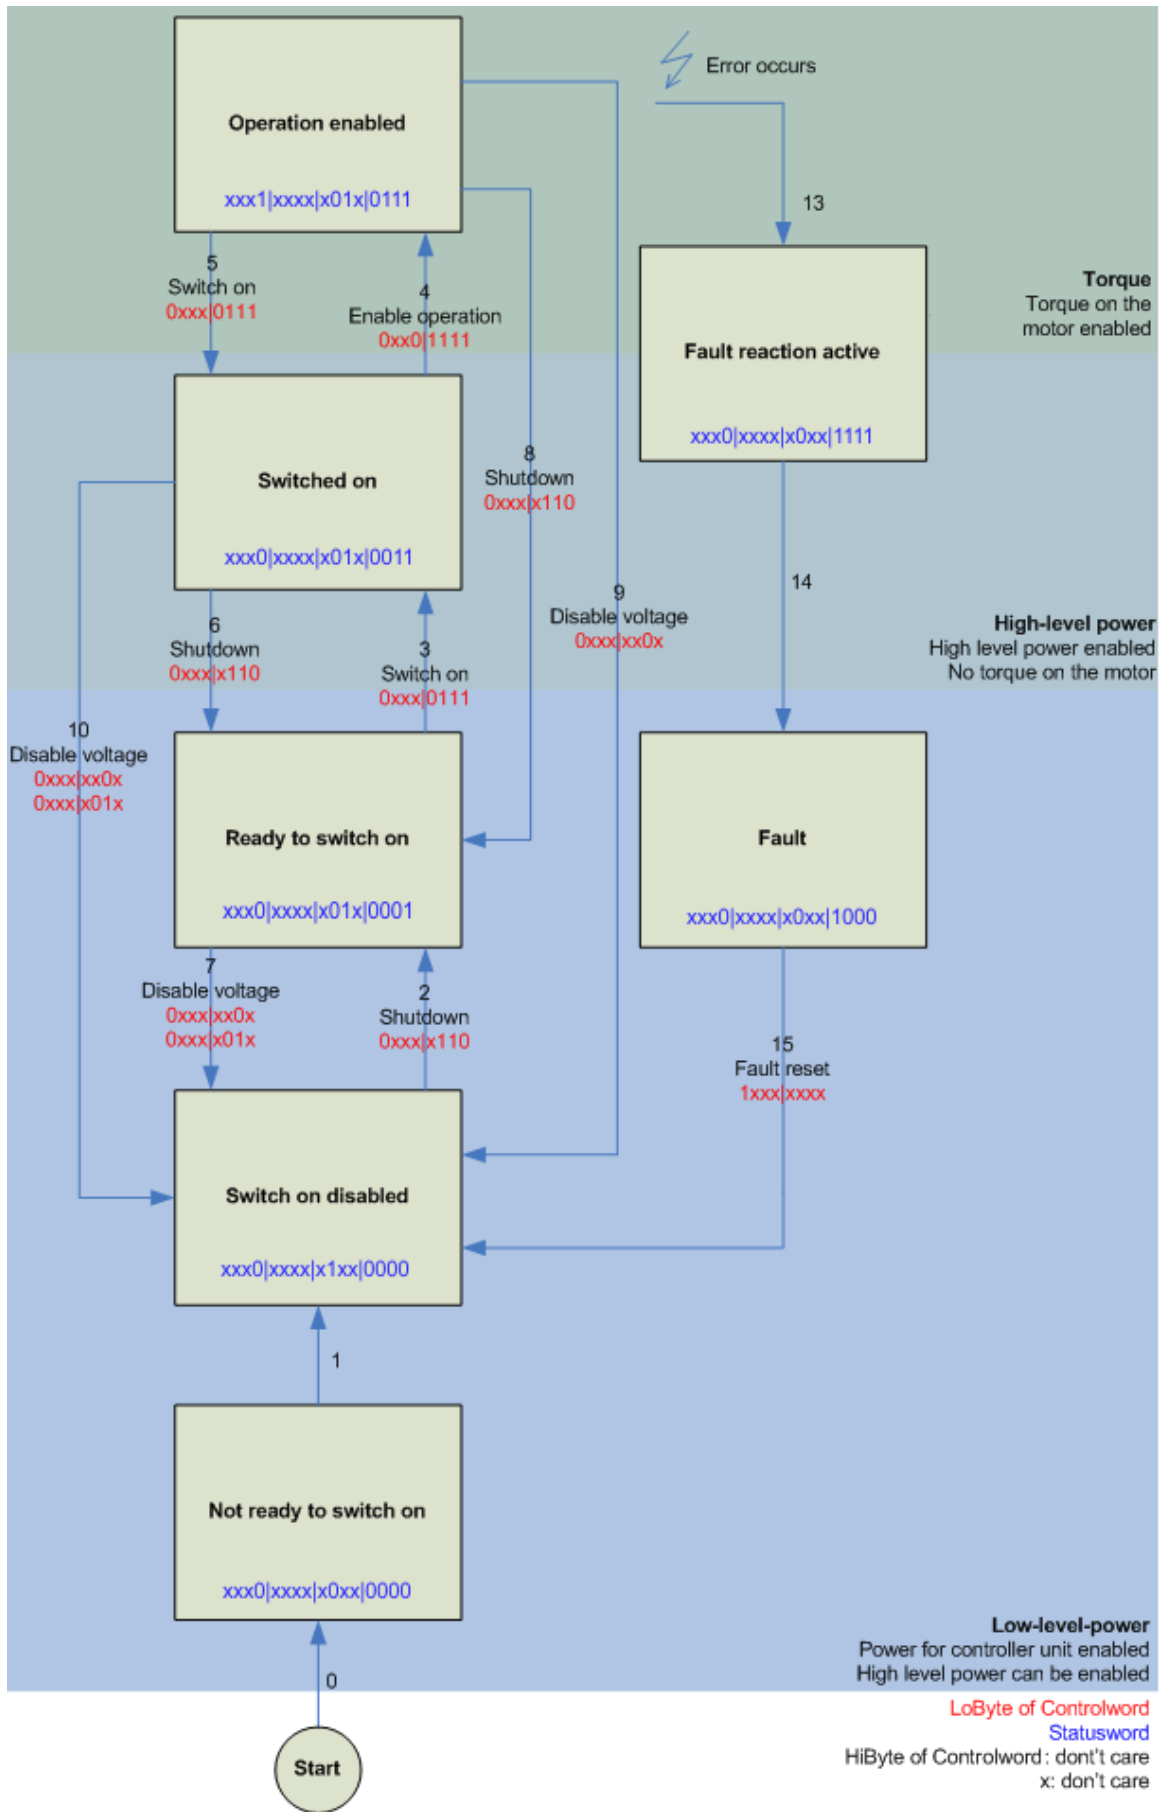 Error occurs
Operation enabled
xxx1|xxxx|x01x|0111
13
5
Switch on
0xxx|0111
4
Enable operation
0xx0|1111
Torque
Torque on the
motor enabled
Fault reaction active
xxx0|xxxx|x0xx|1111
8
Shutdown
0xxx|x110
Switched on
xxx0|xxxx|x01x|0011
14
9
Disable voltage
0xxx|xx0x
High-level power
High level power enabled
No torque on the motor
6
Shutdown
0xxx|x110
3
Switch on
0xxx|0111
10
Disable voltage
0xxx|xx0x
0xxx|x01x
Ready to switch on
xxx0|xxxx|x01x|0001
Fault
xxx0|xxxx|x0xx|1000
7
Disable voltage
0xxx|xx0x
0xxx|x01x
2
Shutdown
0xxx|x110
15
Fault reset
1xxx|xxxx
Switch on disabled
xxx0|xxxx|x1xx|0000
1
Not ready to switch on
xxx0|xxxx|x0xx|0000
Low-level-power
Power for controller unit enabled
High level power can be enabled
0
Start
LoByte of Controlword
Statusword
HiByte of Controlword: dont't care
x: don't care